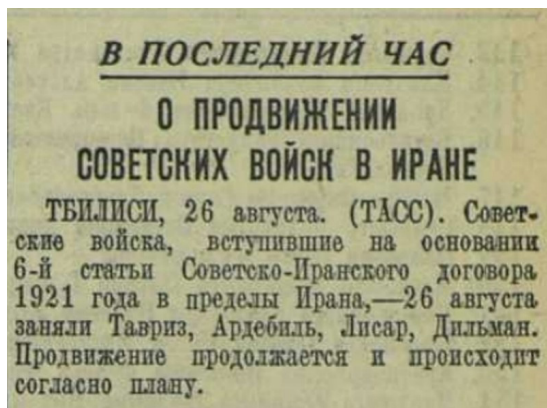 В ПОСЛЕДНИЙ ЧАС
О ПРОДВИЖЕНИИ
СОВЕТСКИХ ВОЙСК В ИРАНЕ
ТБИЛИСИ, 26 августа. (ТАСС). Совет-
ские войска, вступившие на основании
6-й статьи Советско-Иранского договора
1921 года в пределы Ирана,—26 августа
заняли Тавриз, Ардебиль, Лисар, Дильман.
Продвижение продолжается и происходит
согласно плану.